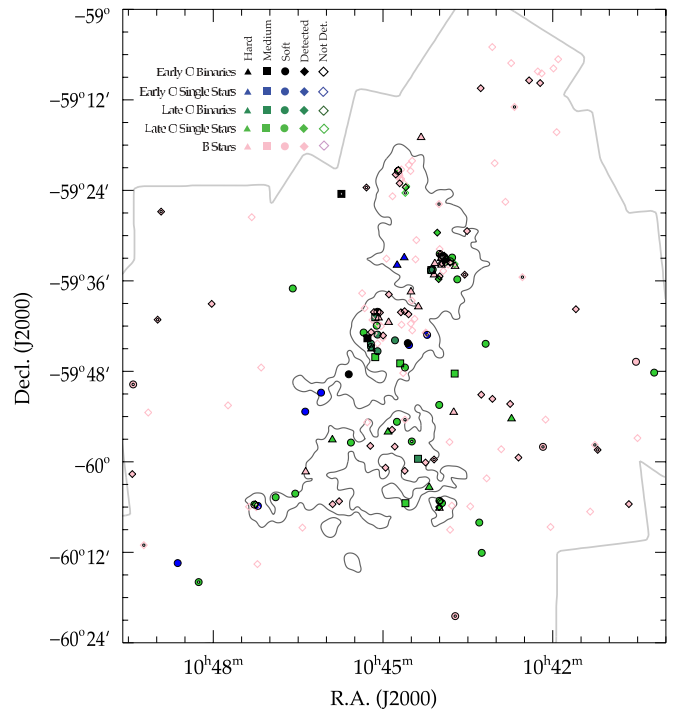 −59°
Hard Medium Soft Detected Not Det.
Early O Binaries
Early O Single Stars
Late O Binaries
Late O Single Stars
B Stars
−59°12′
−59°24′
−59°36′
−59°48′
−60°
−60°12′
−60°24′
Decl. (J2000)
10ʰ48ᵐ 10ʰ45ᵐ 10ʰ42ᵐ
R.A. (J2000)